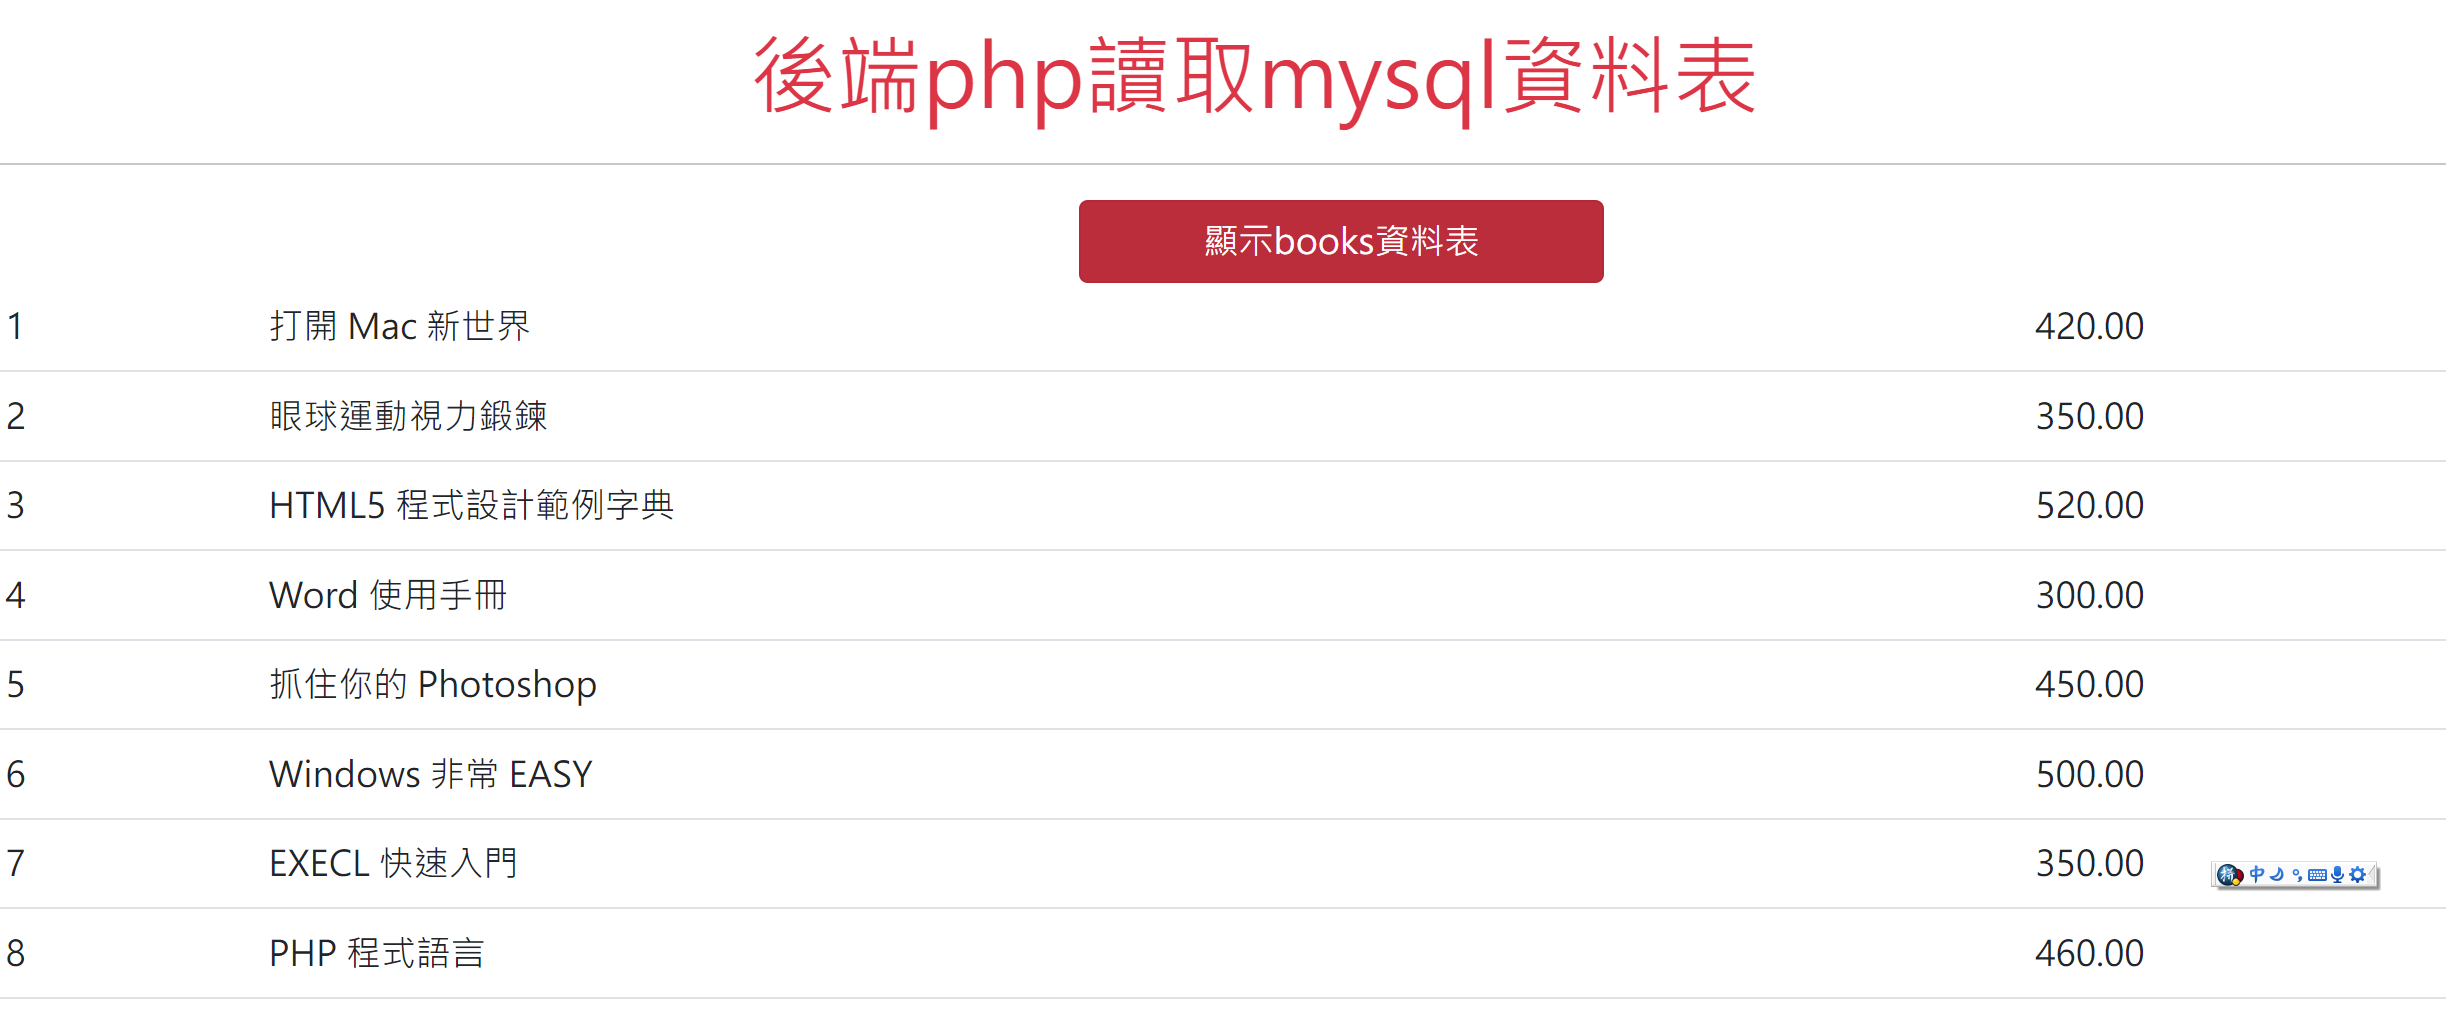 後端php讀取mysql資料表
顯示books資料表
1 打開 Mac 新世界 420.00
2 眼球運動視力鍛鍊 350.00
3 HTML5 程式設計範例字典 520.00
4 Word 使用手冊 300.00
5 抓住你的 Photoshop 450.00
6 Windows 非常 EASY 500.00
7 EXECL 快速入門 350.00
中
8 PHP 程式語言 460.00